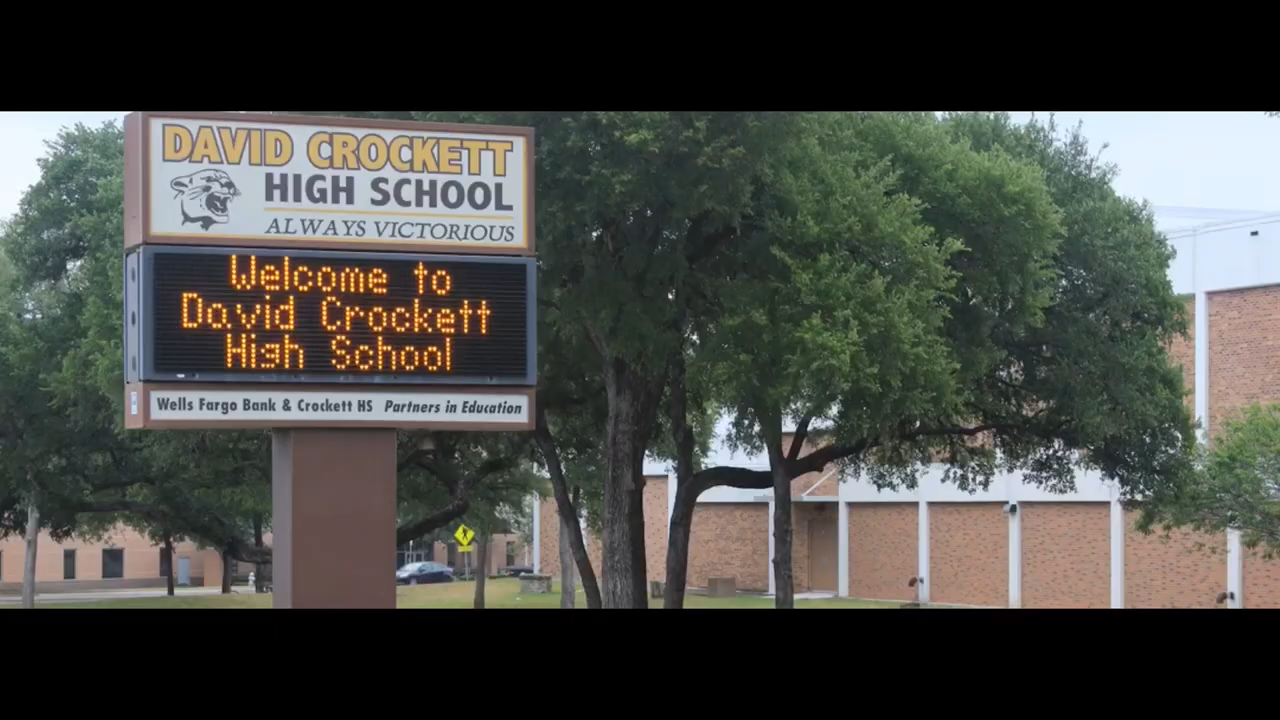 DAVID CROCKETT
HIGH SCHOOL
ALWAYS VICTORIOUS
Welcome to
David Crockett
High School
Wells Fargo Bank & Crockett HS Partners in Education